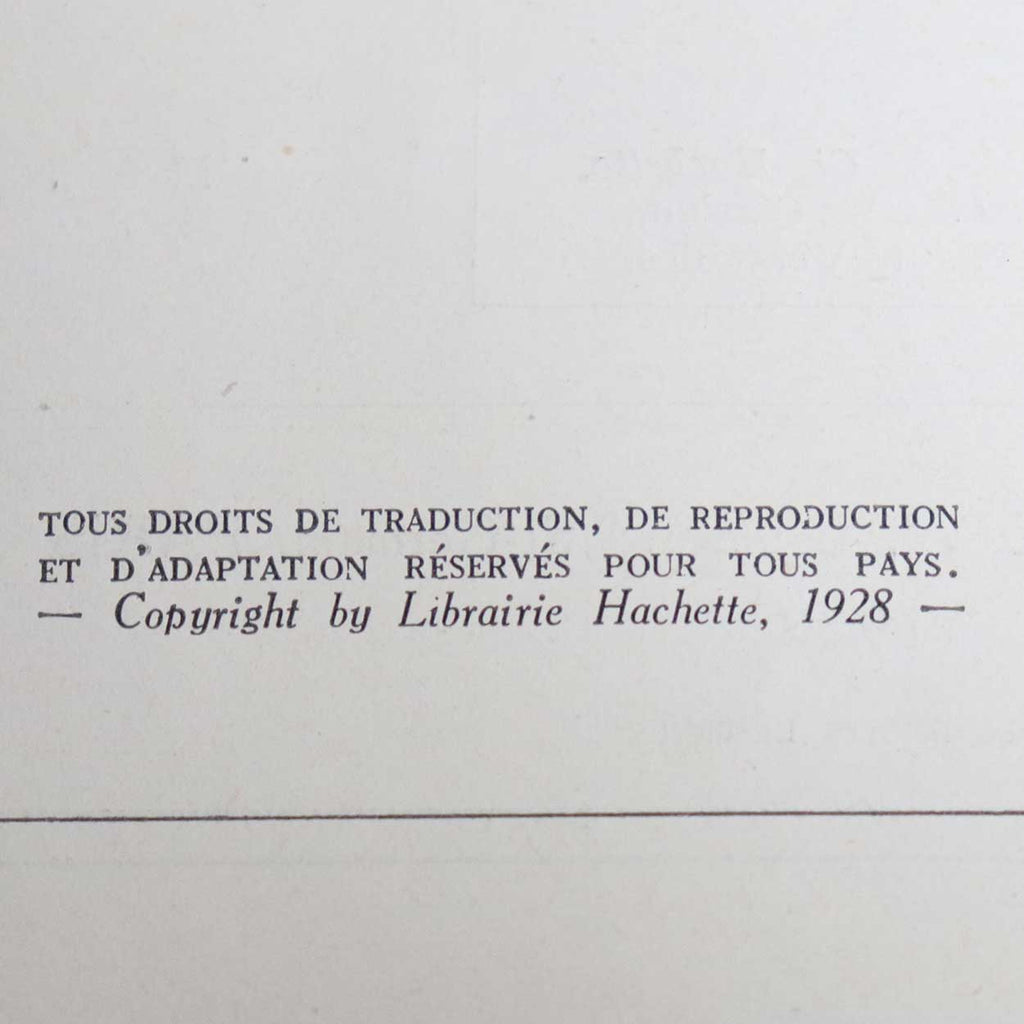 TOUS DROITS DE TRADUCTION, DE REPRODUCTION
ET D'ADAPTATION RÉSERVÉS POUR TOUS PAYS.
— Copyright by Librairie Hachette, 1928 —